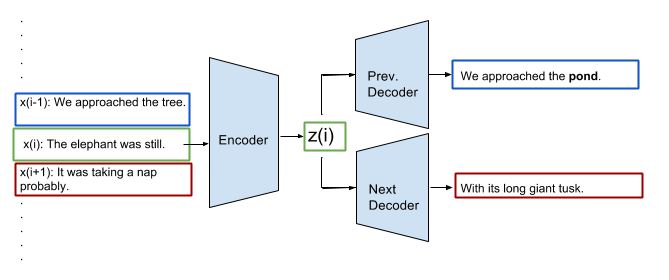 x(i-1): We approached the tree.
x(i): The elephant was still.
x(i+1): It was taking a nap
probably.
Encoder
z(i)
Prev.
Decoder
We approached the pond.
Next
Decoder
With its long giant tusk.